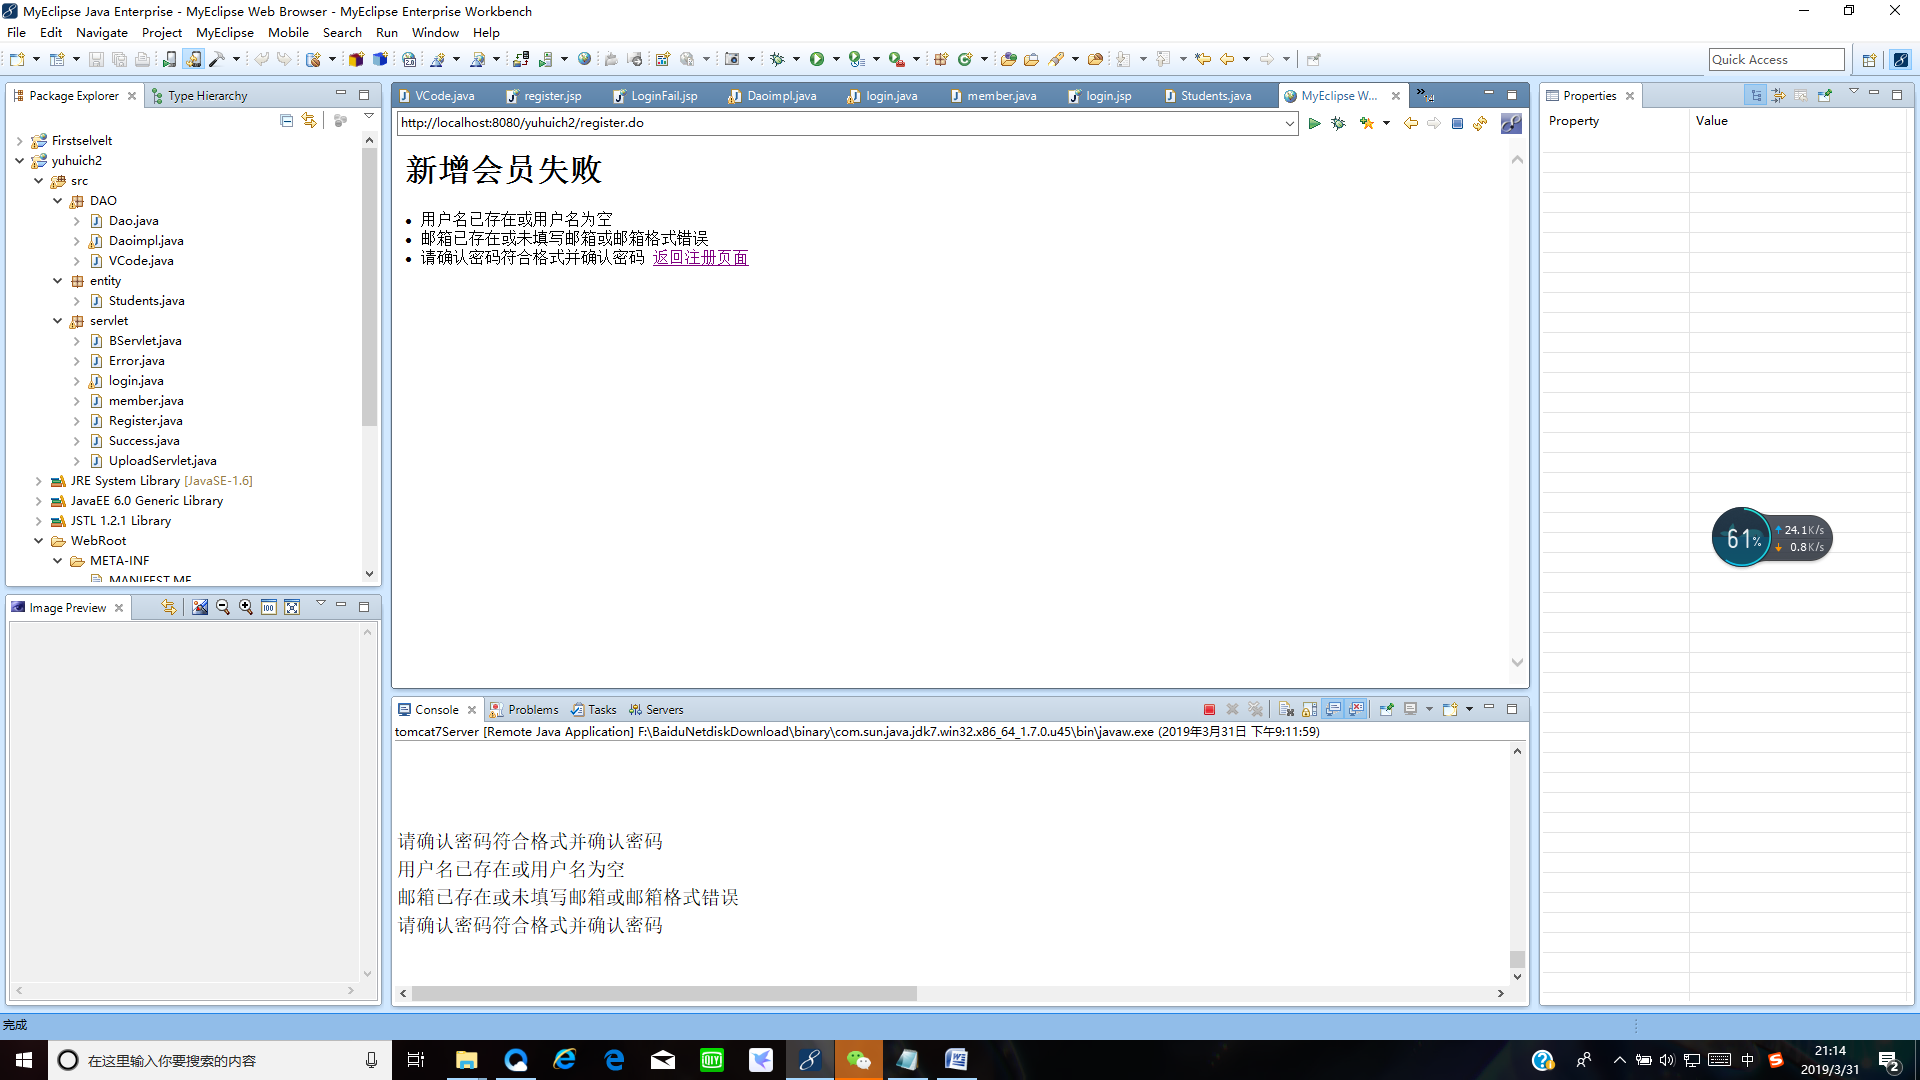 MyEclipse Java Enterprise - MyEclipse Web Browser - MyEclipse Enterprise Workbench
File Edit Navigate Project MyEclipse Mobile Search Run Window Help
Quick Access
Package Explorer
Type Hierarchy
Firstselvelt
yuhuich2
src
DAO
Dao.java
Daoimpl.java
VCode.java
entity
Students.java
servlet
BServlet.java
Error.java
login.java
member.java
Register.java
Success.java
UploadServlet.java
JRE System Library [JavaSE-1.6]
JavaEE 6.0 Generic Library
JSTL 1.2.1 Library
WebRoot
META-INF
MANIFEST.MF
Image Preview
VCode.java register.jsp LoginFail.jsp Daoimpl.java login.java member.java login.jsp Students.java MyEclipse W...
http://localhost:8080/yuhuich2/register.do
新增会员失败
用户名已存在或用户名为空
邮箱已存在或未填写邮箱或邮箱格式错误
请确认密码符合格式并确认密码 返回注册页面
Console Problems Tasks Servers
tomcat7Server [Remote Java Application] F:\BaiduNetdiskDownload\binary\com.sun.java.jdk7.win32.x86_64_1.7.0.u45\bin\javaw.exe (2019年3月31日 下午9:11:59)
请确认密码符合格式并确认密码
用户名已存在或用户名为空
邮箱已存在或未填写邮箱或邮箱格式错误
请确认密码符合格式并确认密码
Properties
Property Value
61%
24.1K/s
0.8K/s
完成
在这里输入你要搜索的内容
中
21:14
2019/3/31
2